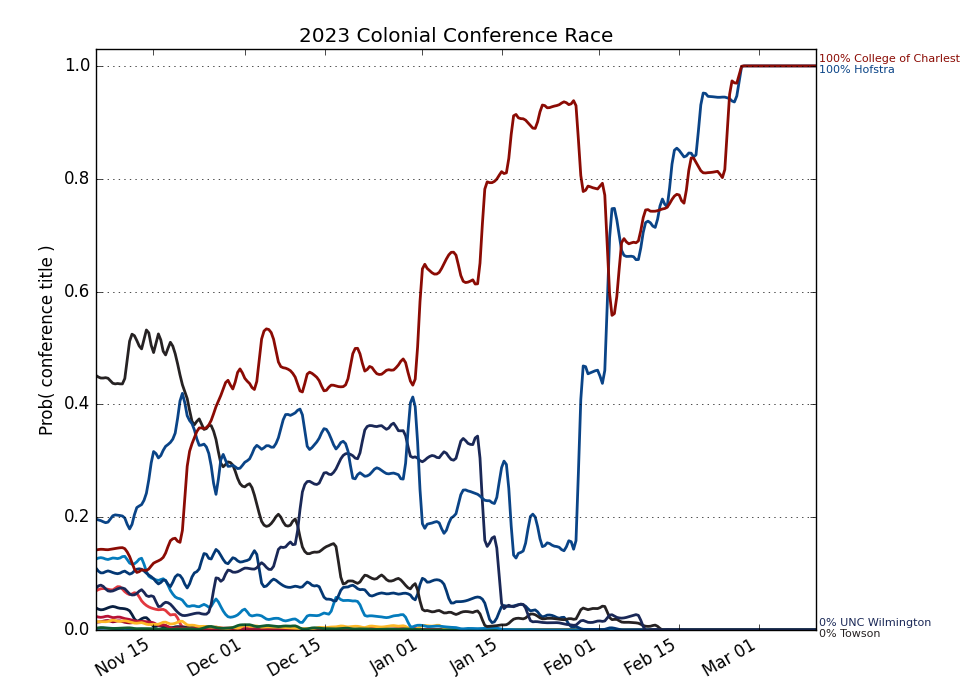 2023 Colonial Conference Race
100% College of Charlest
100% Hofstra
Prob( conference title )
1.0
0.8
0.6
0.4
0.2
0.0
0% UNC Wilmington
0% Towson
Nov 15
Dec 01
Dec 15
Jan 01
Jan 15
Feb 01
Feb 15
Mar 01